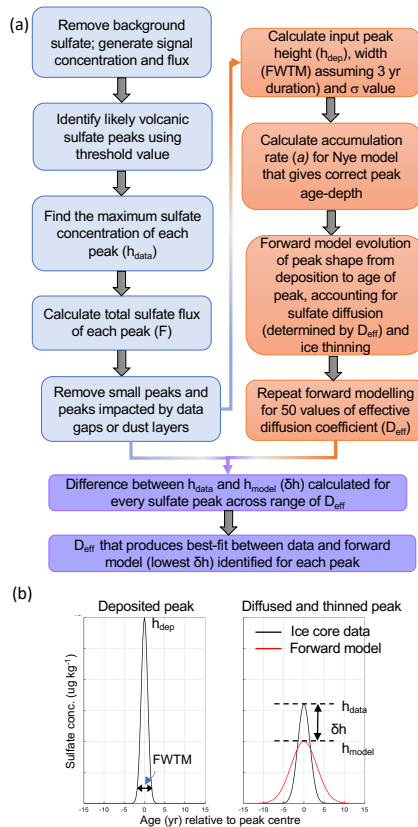 (a)
Remove background
sulfate; generate signal
concentration and flux
Identify likely volcanic
sulfate peaks using
threshold value
Find the maximum sulfate
concentration of each
peak (hdata)
Calculate total sulfate flux
of each peak (F)
Remove small peaks and
peaks impacted by data
gaps or dust layers
Calculate input peak
height (hdep), width
(FWTM) assuming 3 yr
duration) and σ value
Calculate accumulation
rate (a) for Nye model
that gives correct peak
age-depth
Forward model evolution
of peak shape from
deposition to age of
peak, accounting for
sulfate diffusion
(determined by Deff) and
ice thinning
Repeat forward modelling
for 50 values of effective
diffusion coefficient (Deff)
Difference between hdata and hmodel (δh) calculated for
every sulfate peak across range of Deff
Deff that produces best-fit between data and forward
model (lowest δh) identified for each peak
(b)
Deposited peak
hdep
FWTM
Sulfate conc. (ug kg⁻¹)
-15 -10 -5 0 5 10 15
Diffused and thinned peak
Ice core data
Forward model
hdata
δh
hmodel
-15 -10 -5 0 5 10 15
Age (yr) relative to peak centre